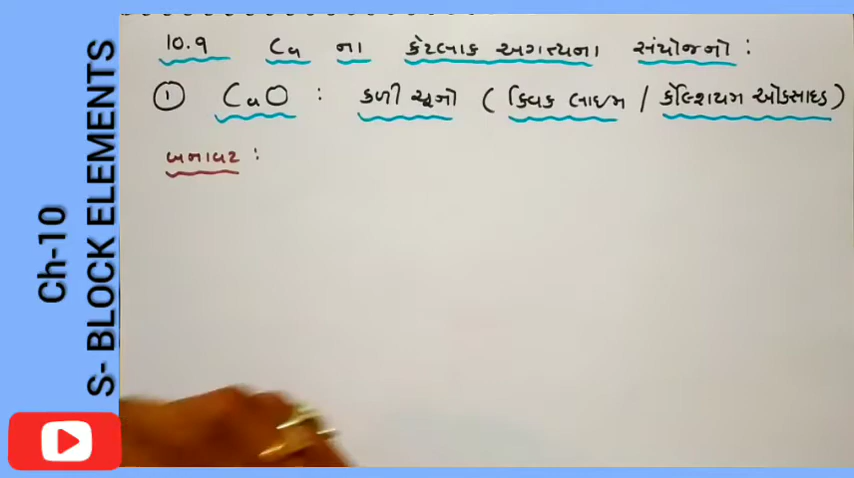 Ch-10
S- BLOCK ELEMENTS
10.9 Ca ના કેટલાક અગત્યના સંયોજનો :
① CaO : કળી ચૂનો ( ક્વિક લાઇમ / કેલ્શિયમ ઓક્સાઇડ )
બનાવટ :